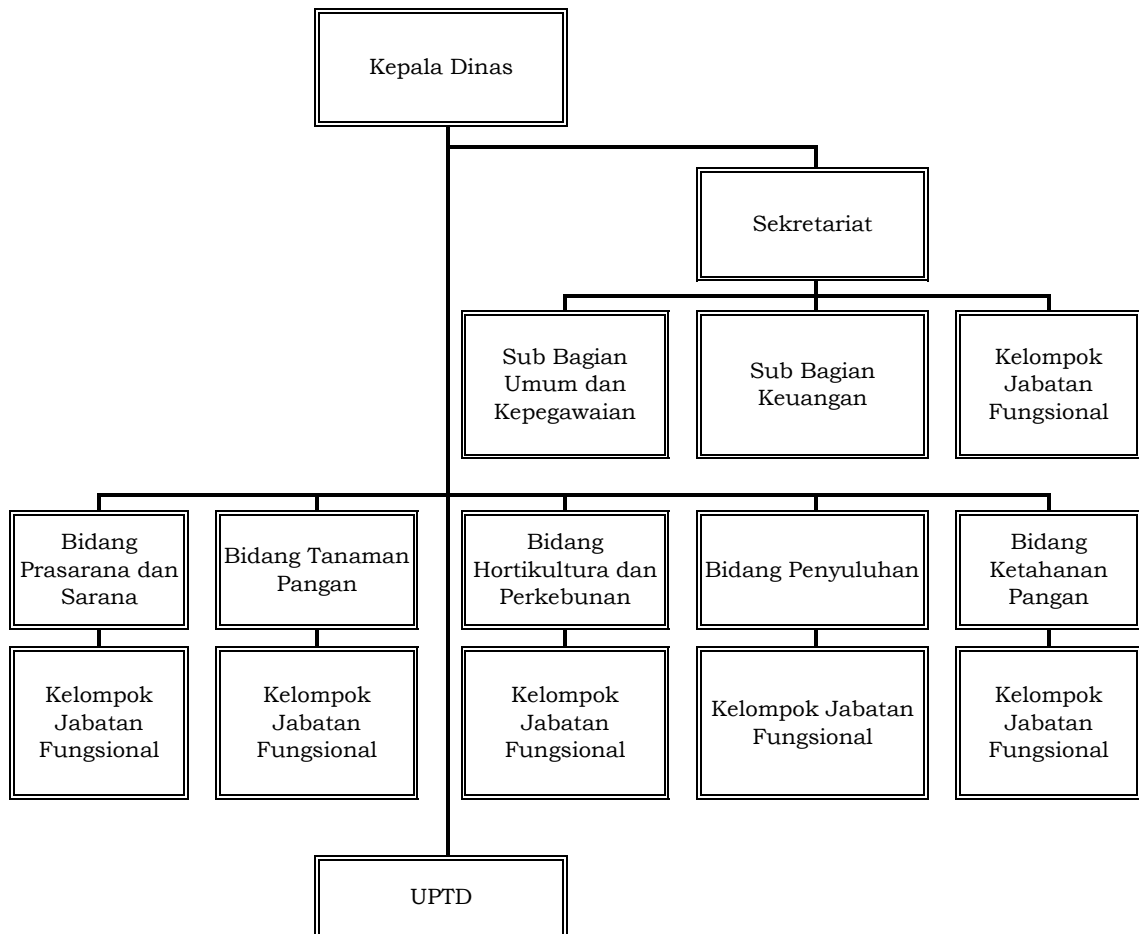 Kepala Dinas
Sekretariat
Sub Bagian
Umum dan
Kepegawaian
Sub Bagian
Keuangan
Kelompok
Jabatan
Fungsional
Bidang
Prasarana dan
Sarana
Bidang Tanaman
Pangan
Bidang
Hortikultura dan
Perkebunan
Bidang Penyuluhan
Bidang
Ketahanan
Pangan
Kelompok
Jabatan
Fungsional
Kelompok
Jabatan
Fungsional
Kelompok
Jabatan
Fungsional
Kelompok Jabatan
Fungsional
Kelompok
Jabatan
Fungsional
UPTD